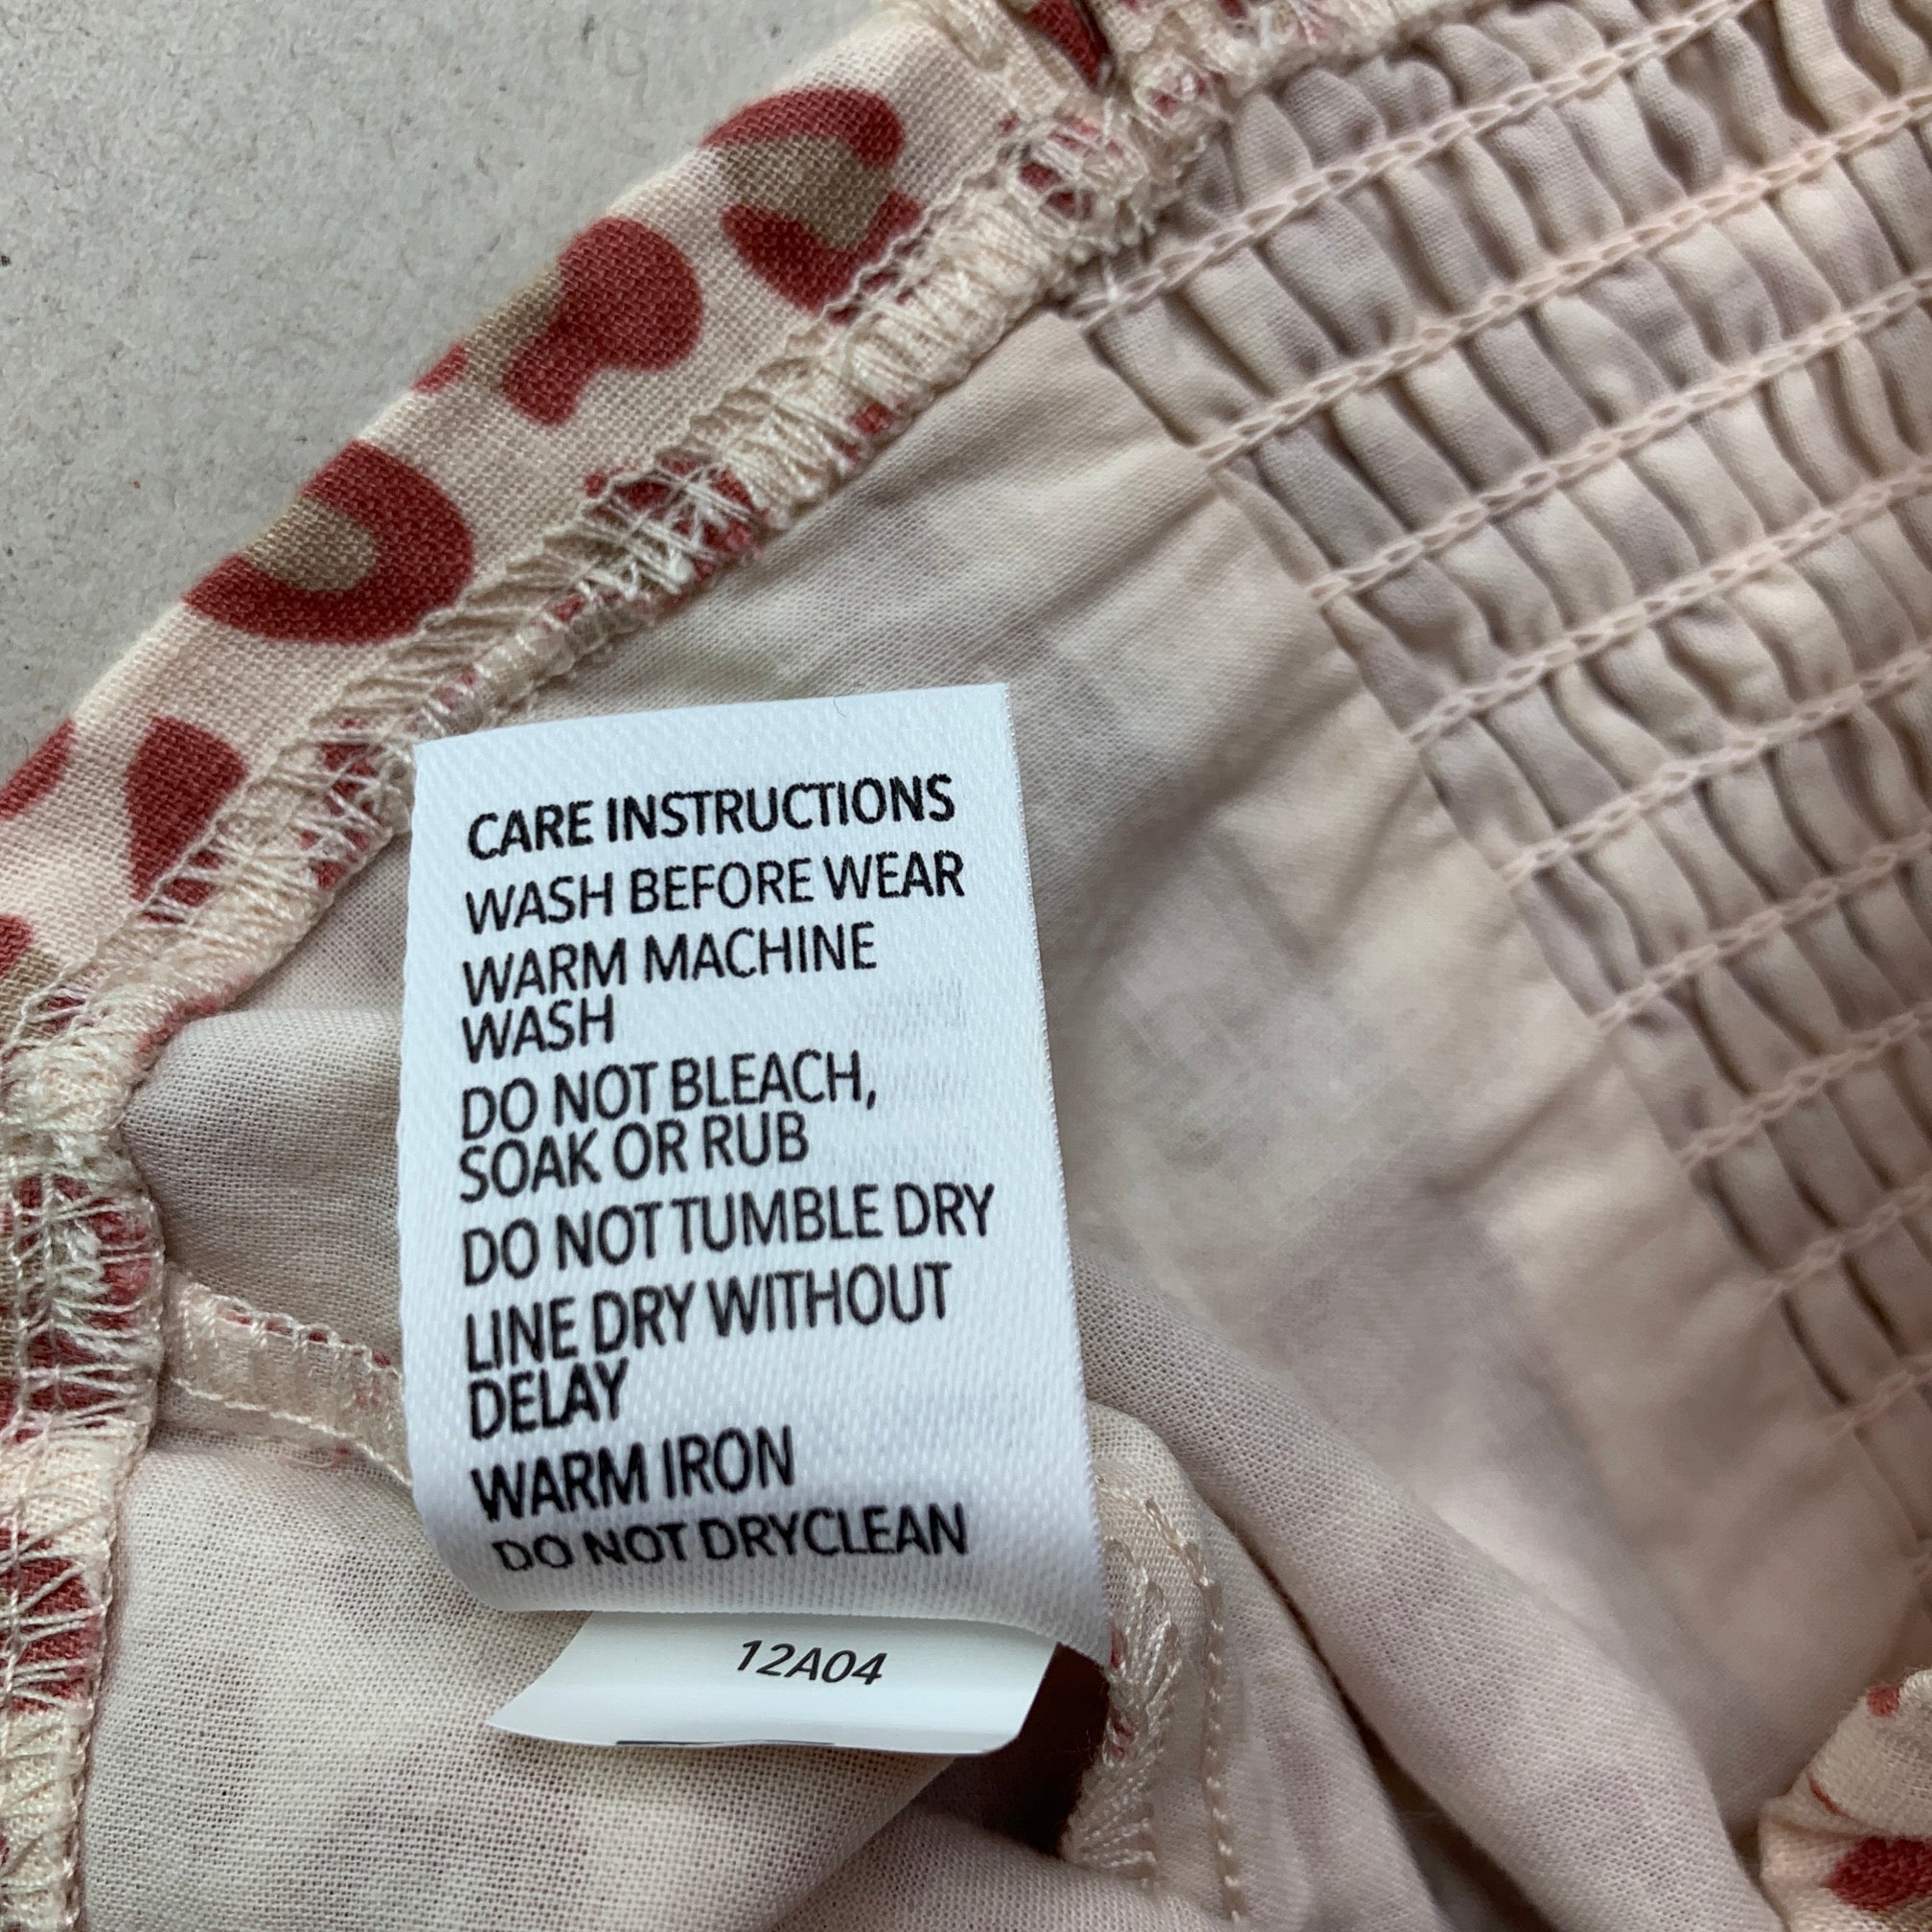 CARE INSTRUCTIONS
WASH BEFORE WEAR
WARM MACHINE
WASH
DO NOT BLEACH,
SOAK OR RUB
DO NOT TUMBLE DRY
LINE DRY WITHOUT
DELAY
WARM IRON
DO NOT DRYCLEAN
12A04